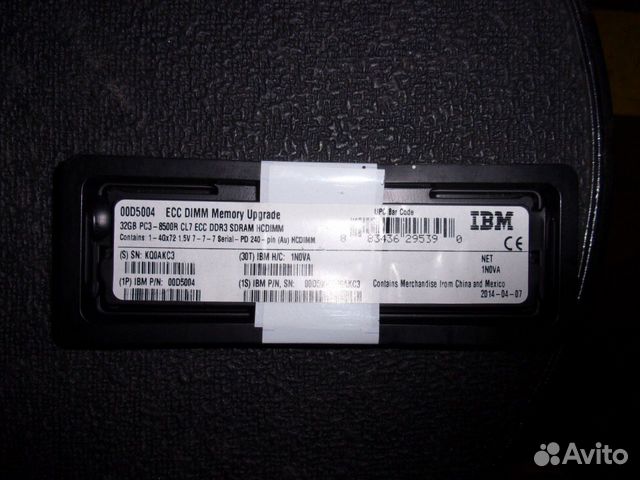 00D5004 ECC DIMM Memory Upgrade
32GB PC3-8500R CL7 ECC DDR3 SDRAM HCDIMM
Contains: 1 - 4Gx72 1.5V 7 - 7 - 7 Serial - PD 240 - pin (Au) HCDIMM
UPC Bar Code
8 83436 29539 0
IBM
CE
(S) SN: KQ0AKC3
(30T) IBM H/C: 1N0VA
NET
1N0VA
(1P) IBM P/N: 00D5004
(1S) IBM P/N, SN:
Contains Merchandise from China and Mexico
2014-04-07
Avito